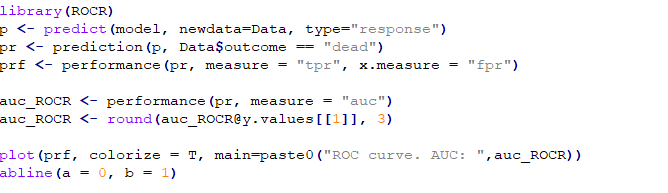 library(ROCR)
p <- predict(model, newdata=Data, type="response")
pr <- prediction(p, Data$outcome == "dead")
prf <- performance(pr, measure = "tpr", x.measure = "fpr")
auc_ROCR <- performance(pr, measure = "auc")
auc_ROCR <- round(auc_ROCR@y.values[[1]], 3)
plot(prf, colorize = T, main=paste0("ROC curve. AUC: ",auc_ROCR))
abline(a = 0, b = 1)